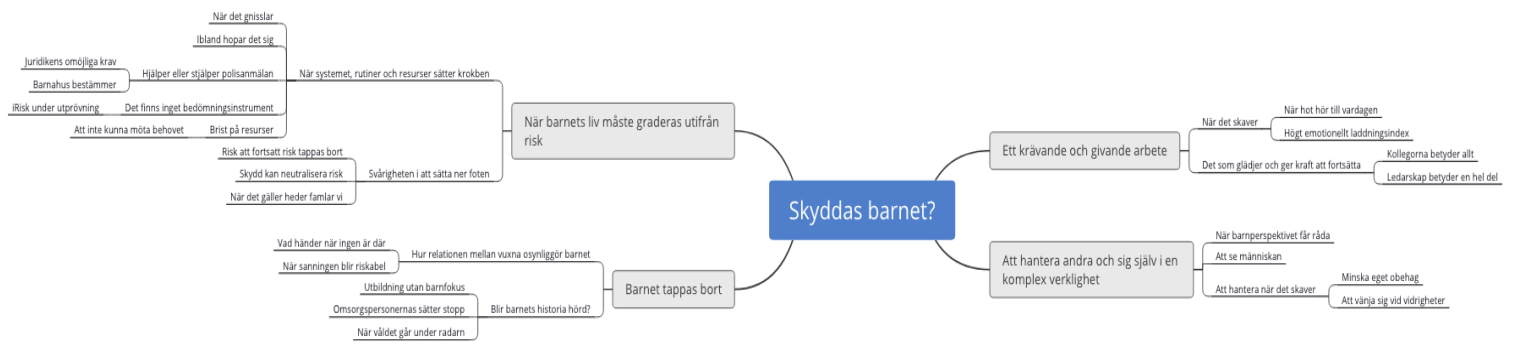 När det gnisslar
Ibland hopar det sig
Juridikens omöjliga krav
Barnahus bestämmer
Hjälper eller stjälper polisanmälan
iRisk under utprövning
Det finns inget bedömningsinstrument
Att inte kunna möta behovet
Brist på resurser
När systemet, rutiner och resurser sätter krokben
Risk att fortsatt risk tappas bort
Skydd kan neutralisera risk
När det gäller heder famlar vi
Svårigheten i att sätta ner foten
När barnets liv måste graderas utifrån
risk
Vad händer när ingen är där
När sanningen blir riskabel
Hur relationen mellan vuxna osynliggör barnet
Utbildning utan barnfokus
Omsorgspersonernas sätter stopp
När våldet går under radarn
Blir barnets historia hörd?
Barnet tappas bort
Skyddas barnet?
Ett krävande och givande arbete
När det skaver
När hot hör till vardagen
Högt emotionellt laddningsindex
Det som glädjer och ger kraft att fortsätta
Kollegorna betyder allt
Ledarskap betyder en hel del
Att hantera andra och sig själv i en
komplex verklighet
När barnperspektivet får råda
Att se människan
Att hantera när det skaver
Minska eget obehag
Att vänja sig vid vidrigheter